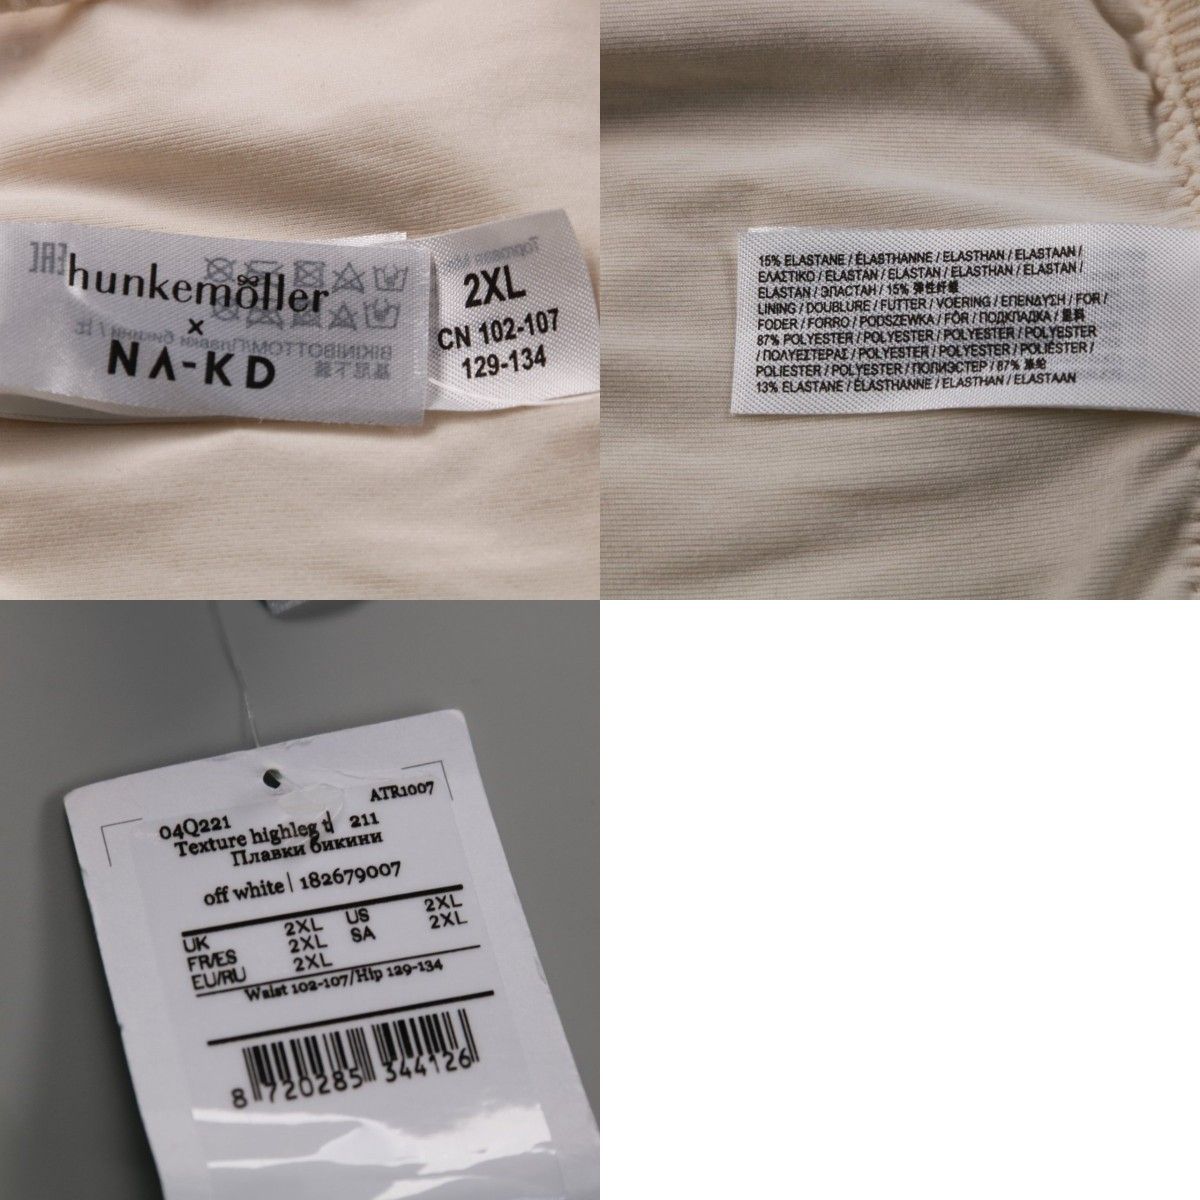 hunkemöller
×
NA-KD
2XL
CN 102-107
129-134
15% ELASTANE / ÉLASTHANNE / ELASTHAN / ELASTAAN /
ΕΛΑΣΤΙΚΟ / ELASTAN / ELASTAN / ELASTHAN / ELASTAN /
ELASTAN / ЭЛАСТАН / 15% 弹性纤维
LINING / DOUBLURE / FUTTER / VOERING / ΕΠΕΝΔΥΣΗ / FOR /
FODER / FORRO / PODSZEWKA / FÖR / ПОДКЛАДКА / 里料
87% POLYESTER / POLYESTER / POLYESTER / POLYESTER
/ ΠΟΛΥΕΣΤΕΡΑΣ / POLYESTER / POLYESTER / POLIÉSTER /
POLIESTER / POLYESTER / ПОЛИЭСТЕР / 87% 涤纶
13% ELASTANE / ÉLASTHANNE / ELASTHAN / ELASTAAN
ATR1007
04Q221 211
Texture highleg t
Плавки бикини
off white | 182679007
UK 2XL US 2XL
FR/ES 2XL SA 2XL
EU/RU 2XL
Waist 102-107/Hip 129-134
8 720285 344126